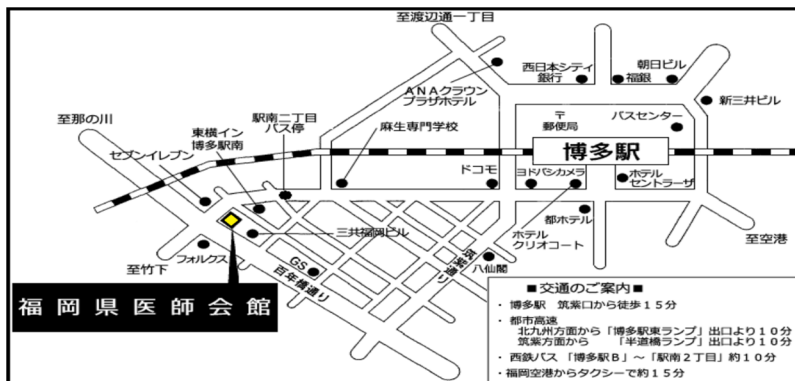 至渡辺通一丁目
西日本シティ
銀行
福銀
朝日ビル
ANAクラウン
プラザホテル
新三井ビル
至那の川
駅南二丁目
バス停
東横イン
博多駅南
麻生専門学校
〒
郵便局
バスセンター
セブンイレブン
博多駅
ドコモ
ヨドバシカメラ
ホテル
セントラーザ
都ホテル
ホテル
クリオコート
至空港
三共福岡ビル
筑紫通り
八仙閣
フォルクス
GS
百年橋通り
至竹下
福岡県医師会館
■交通のご案内■
・博多駅 筑紫口から徒歩15分
・都市高速
北九州方面から「博多駅東ランプ」出口より10分
筑紫方面から 「半道橋ランプ」出口より10分
・西鉄バス 「博多駅B」～「駅南2丁目」約10分
・福岡空港からタクシーで約15分